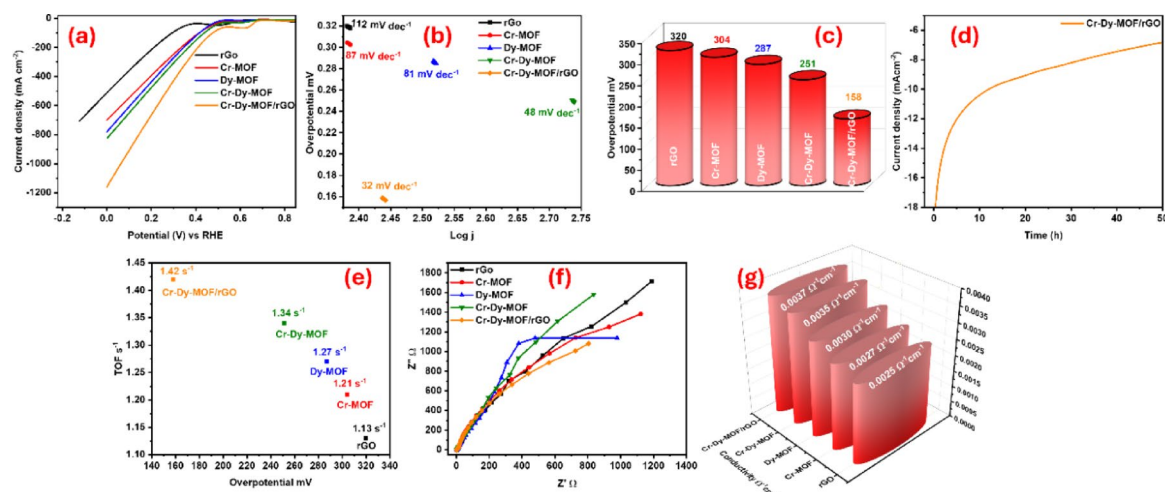 (a)
rGo
Cr-MOF
Dy-MOF
Cr-Dy-MOF
Cr-Dy-MOF/rGO
Current density (mA cm⁻²)
0
-200
-400
-600
-800
-1000
-1200
-0.2
0.0
0.2
0.4
0.6
0.8
Potential (V) vs RHE
(b)
112 mV dec⁻¹
87 mV dec⁻¹
81 mV dec⁻¹
48 mV dec⁻¹
32 mV dec⁻¹
rGo
Cr-MOF
Dy-MOF
Cr-Dy-MOF
Cr-Dy-MOF/rGO
Overpotential mV
0.32
0.30
0.28
0.26
0.24
0.22
0.20
0.18
0.16
2.40
2.45
2.50
2.55
2.60
2.65
2.70
2.75
Log j
(c)
320
304
287
251
158
rGO
Cr-MOF
Dy-MOF
Cr-Dy-MOF
Cr-Dy-MOF/rGO
Overpotential mV
350
300
250
200
150
100
50
0
(d)
Cr-Dy-MOF/rGO
Current density (mAcm⁻²)
-6
-8
-10
-12
-14
-16
-18
0
10
20
30
40
50
Time (h)
(e)
1.42 s⁻¹
Cr-Dy-MOF/rGO
1.34 s⁻¹
Cr-Dy-MOF
1.27 s⁻¹
Dy-MOF
1.21 s⁻¹
Cr-MOF
1.13 s⁻¹
rGO
TOF s⁻¹
1.45
1.40
1.35
1.30
1.25
1.20
1.15
1.10
140
160
180
200
220
240
260
280
300
320
340
Overpotential mV
(f)
rGo
Cr-MOF
Dy-MOF
Cr-Dy-MOF
Cr-Dy-MOF/rGO
Z'' Ω
1800
1600
1400
1200
1000
800
600
400
200
0
0
200
400
600
800
1000
1200
1400
Z' Ω
(g)
0.0037 Ω⁻¹cm⁻¹
0.0035 Ω⁻¹cm⁻¹
0.0030 Ω⁻¹cm⁻¹
0.0027 Ω⁻¹cm⁻¹
0.0025 Ω⁻¹cm⁻¹
0.0040
0.0035
0.0030
0.0025
0.0020
0.0015
0.0010
0.0005
0.0000
Cr-Dy-MOF/rGO
Cr-Dy-MOF
Dy-MOF
Cr-MOF
rGO
Conductivity